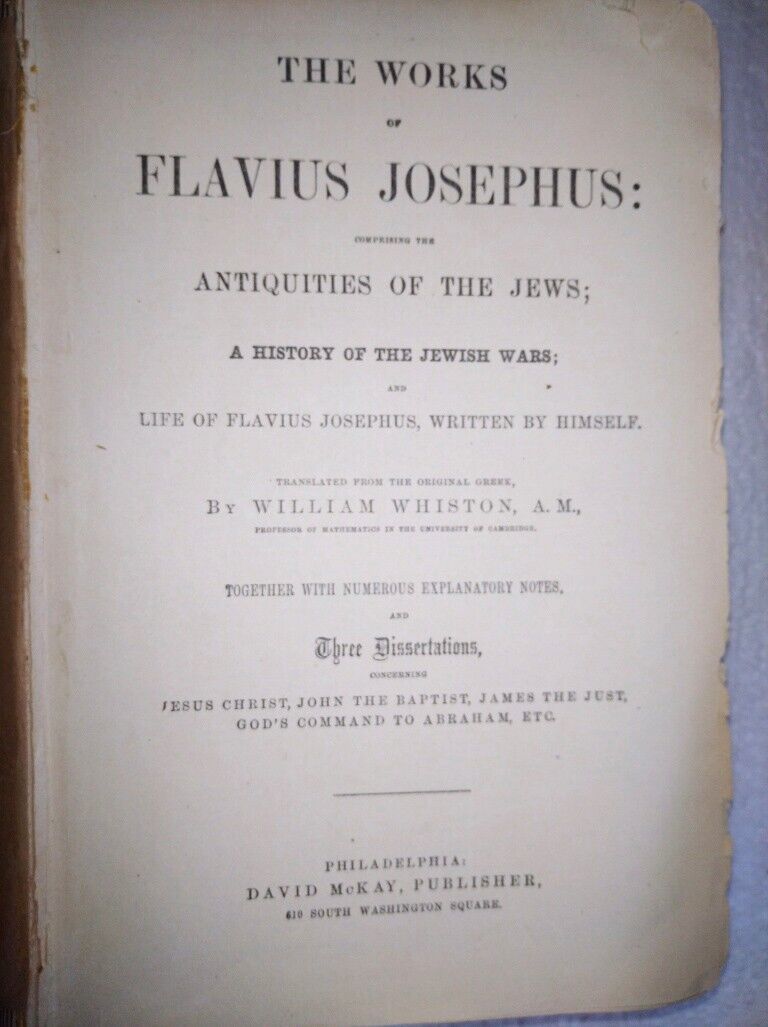 THE WORKS
OF
FLAVIUS JOSEPHUS:
COMPRISING THE
ANTIQUITIES OF THE JEWS;
A HISTORY OF THE JEWISH WARS;
AND
LIFE OF FLAVIUS JOSEPHUS, WRITTEN BY HIMSELF.
TRANSLATED FROM THE ORIGINAL GREEK,
BY WILLIAM WHISTON, A. M.,
PROFESSOR OF MATHEMATICS IN THE UNIVERSITY OF CAMBRIDGE.
TOGETHER WITH NUMEROUS EXPLANATORY NOTES,
AND
Three Dissertations,
CONCERNING
JESUS CHRIST, JOHN THE BAPTIST, JAMES THE JUST,
GOD'S COMMAND TO ABRAHAM, ETC.
PHILADELPHIA:
DAVID McKAY, PUBLISHER,
610 SOUTH WASHINGTON SQUARE.